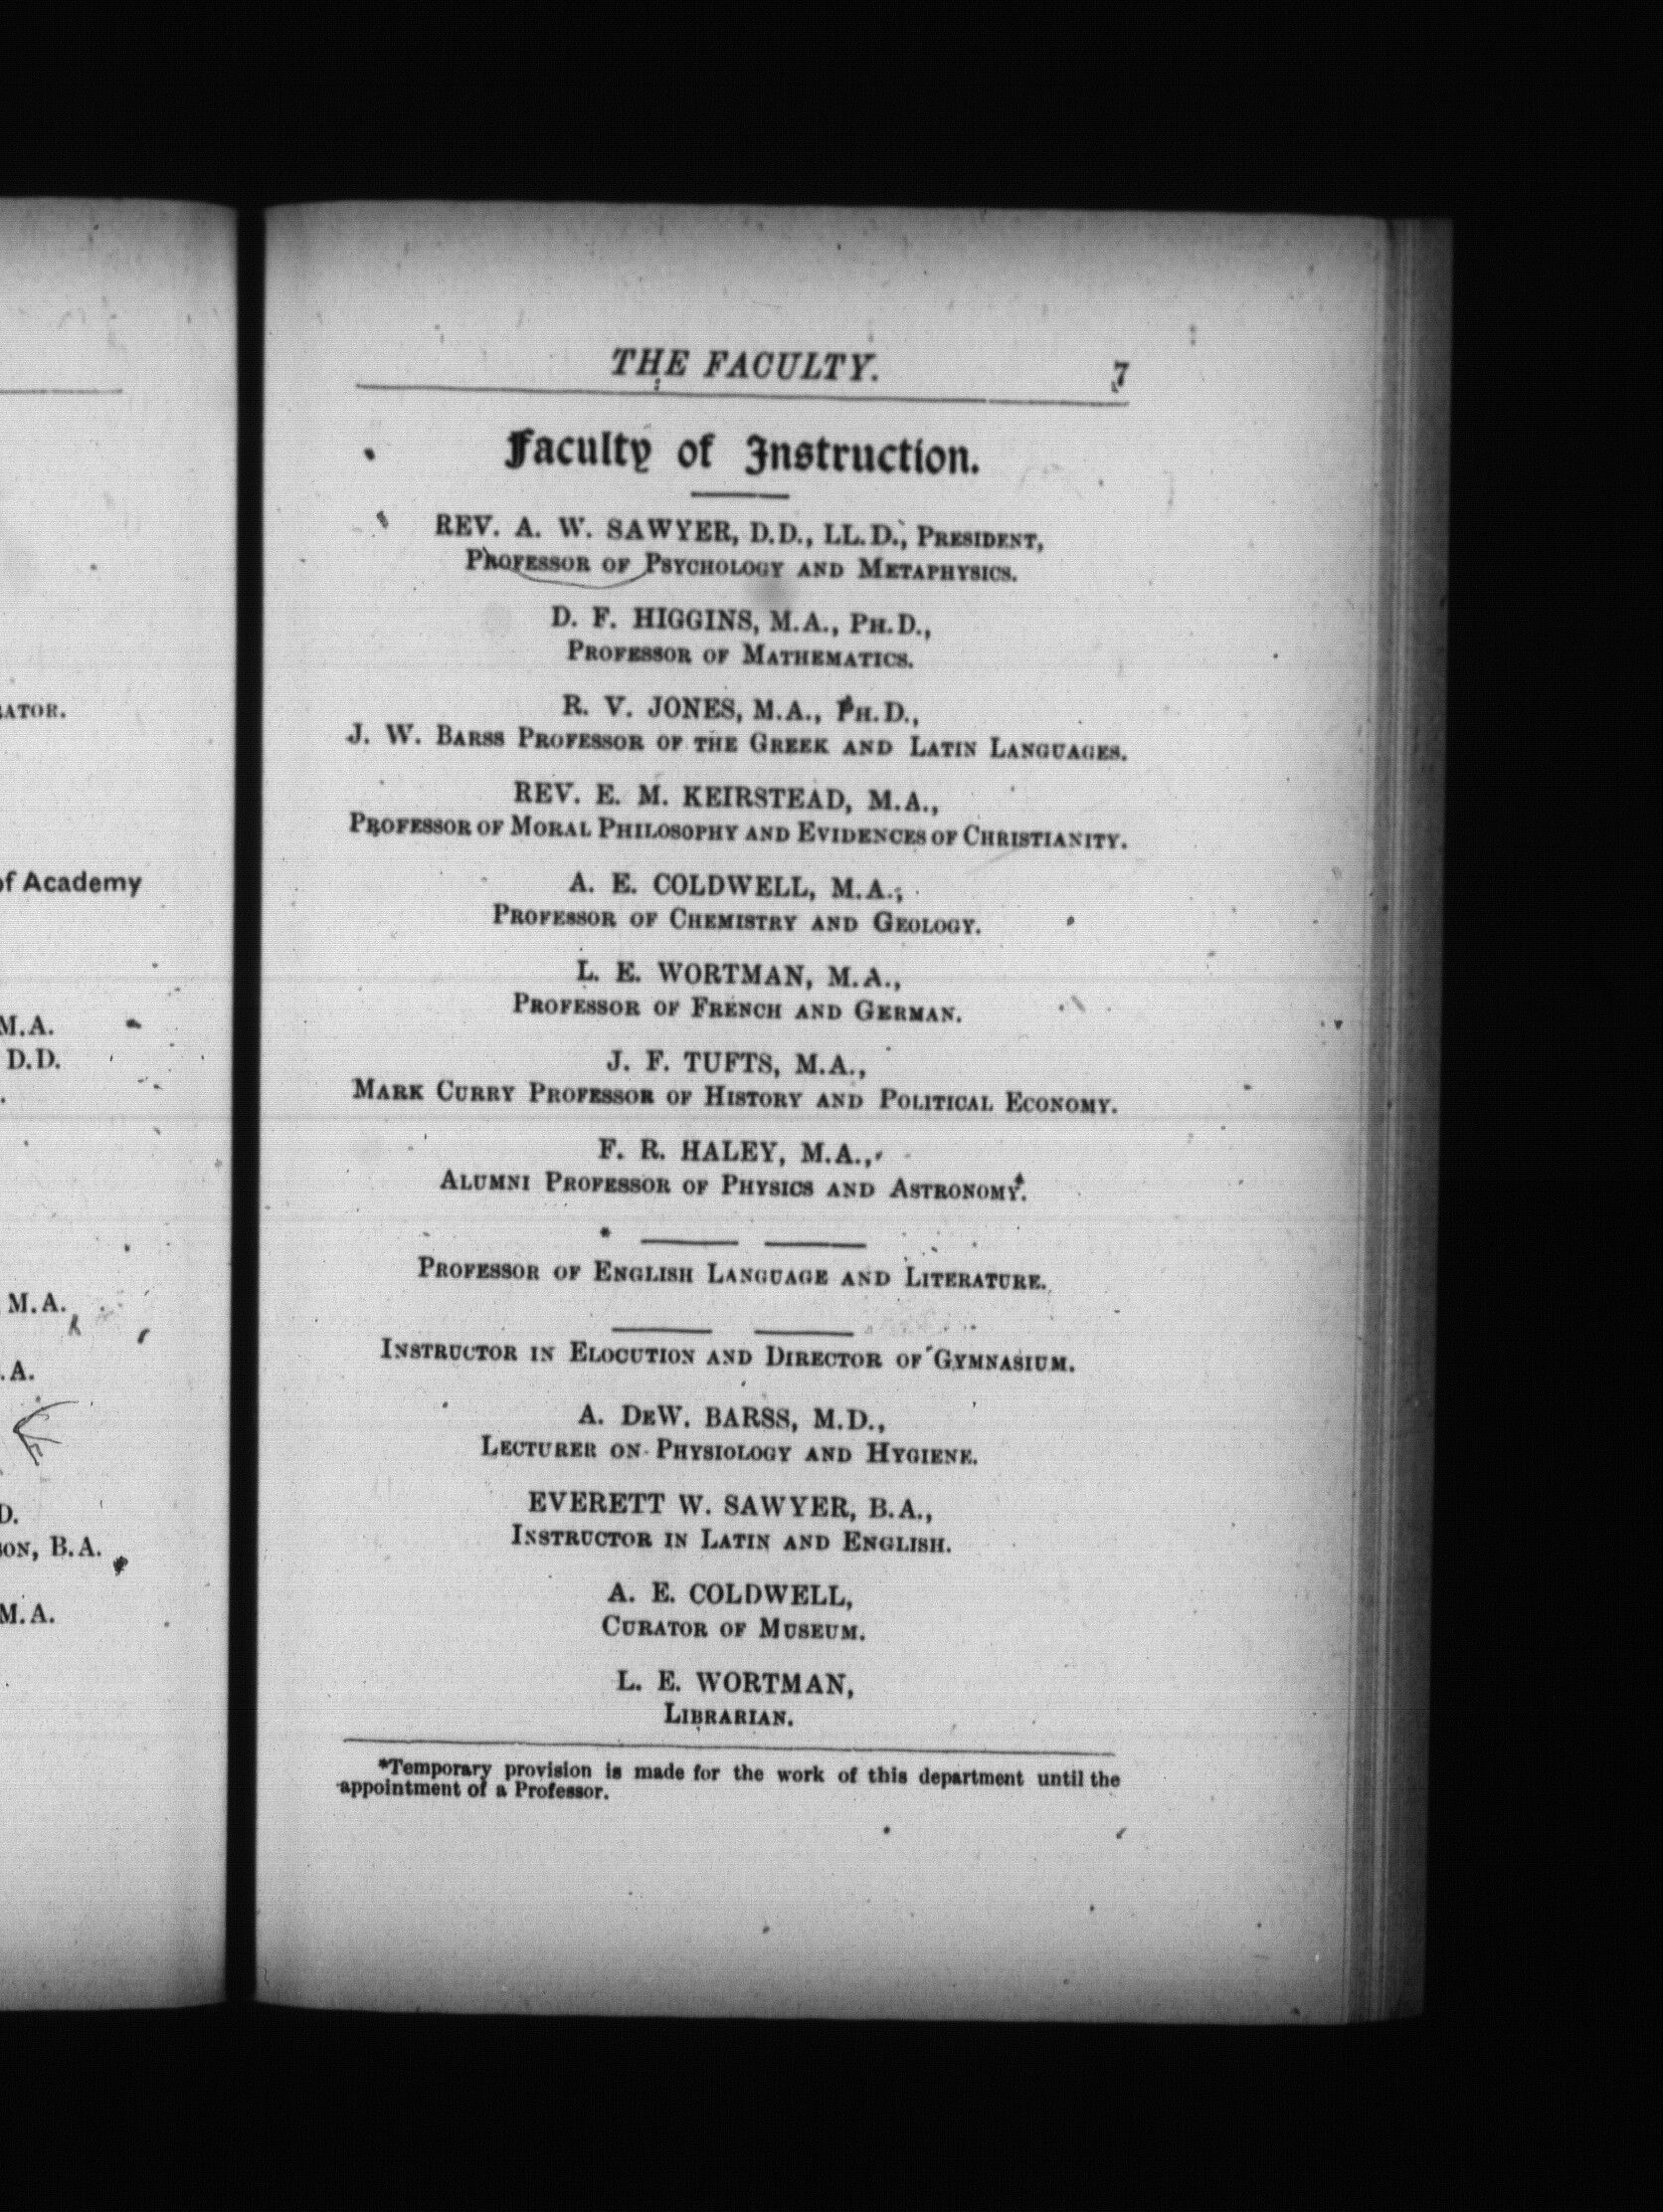 ATOR.
of Academy
M.A.
D.D.
M.A.
.A.
D.
SON, B.A.
M.A.
THE FACULTY. 7
Faculty of Instruction.
REV. A. W. SAWYER, D.D., LL.D., PRESIDENT,
PROFESSOR OF PSYCHOLOGY AND METAPHYSICS.
D. F. HIGGINS, M.A., PH.D.,
PROFESSOR OF MATHEMATICS.
R. V. JONES, M.A., PH.D.,
J. W. BARSS PROFESSOR OF THE GREEK AND LATIN LANGUAGES.
REV. E. M. KEIRSTEAD, M.A.,
PROFESSOR OF MORAL PHILOSOPHY AND EVIDENCES OF CHRISTIANITY.
A. E. COLDWELL, M.A.,
PROFESSOR OF CHEMISTRY AND GEOLOGY.
L. E. WORTMAN, M.A.,
PROFESSOR OF FRENCH AND GERMAN.
J. F. TUFTS, M.A.,
MARK CURRY PROFESSOR OF HISTORY AND POLITICAL ECONOMY.
F. R. HALEY, M.A.,
ALUMNI PROFESSOR OF PHYSICS AND ASTRONOMY.
* —— ——
PROFESSOR OF ENGLISH LANGUAGE AND LITERATURE.
—— ——
INSTRUCTOR IN ELOCUTION AND DIRECTOR OF GYMNASIUM.
A. DEW. BARSS, M.D.,
LECTURER ON PHYSIOLOGY AND HYGIENE.
EVERETT W. SAWYER, B.A.,
INSTRUCTOR IN LATIN AND ENGLISH.
A. E. COLDWELL,
CURATOR OF MUSEUM.
L. E. WORTMAN,
LIBRARIAN.
*Temporary provision is made for the work of this department until the
appointment of a Professor.